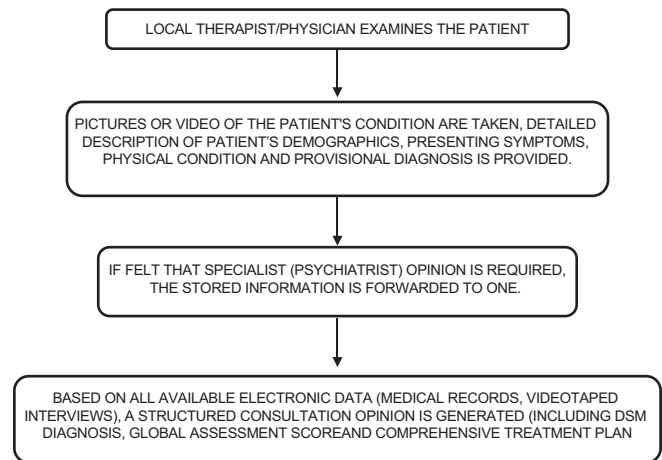 LOCAL THERAPIST/PHYSICIAN EXAMINES THE PATIENT
PICTURES OR VIDEO OF THE PATIENT'S CONDITION ARE TAKEN, DETAILED
DESCRIPTION OF PATIENT’S DEMOGRAPHICS, PRESENTING SYMPTOMS,
PHYSICAL CONDITION AND PROVISIONAL DIAGNOSIS IS PROVIDED.
IF FELT THAT SPECIALIST (PSYCHIATRIST) OPINION IS REQUIRED,
THE STORED INFORMATION IS FORWARDED TO ONE.
BASED ON ALL AVAILABLE ELECTRONIC DATA (MEDICAL RECORDS, VIDEOTAPED
INTERVIEWS), A STRUCTURED CONSULTATION OPINION IS GENERATED (INCLUDING DSM
DIAGNOSIS, GLOBAL ASSESSMENT SCOREAND COMPREHENSIVE TREATMENT PLAN